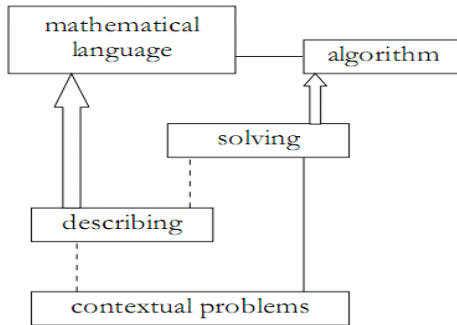 mathematical
language
algorithm
solving
describing
contextual problems